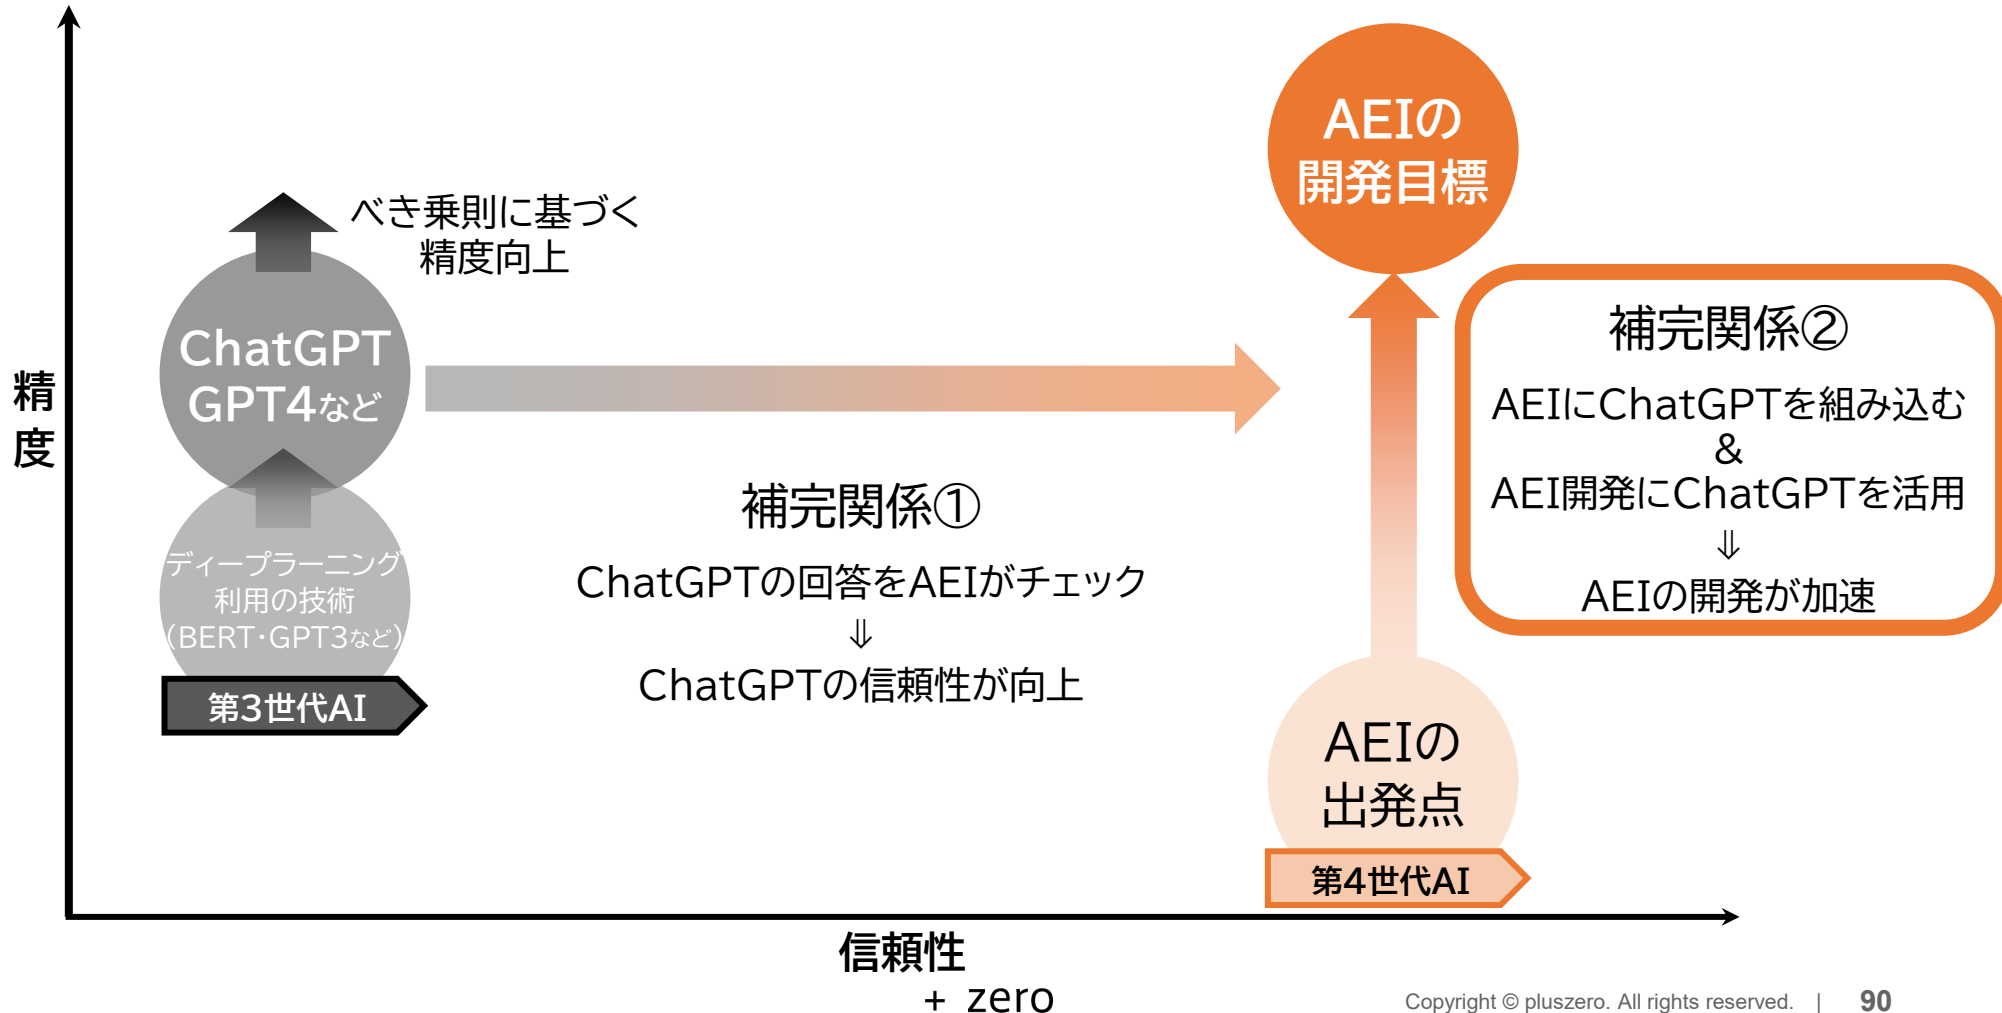 精度
べき乗則に基づく
精度向上
ChatGPT
GPT4など
ディープラーニング
利用の技術
（BERT・GPT3など）
第3世代AI
補完関係①
ChatGPTの回答をAEIがチェック
⇓
ChatGPTの信頼性が向上
AEIの
開発目標
補完関係②
AEIにChatGPTを組み込む
&
AEI開発にChatGPTを活用
⇓
AEIの開発が加速
AEIの
出発点
第4世代AI
信頼性
+ zero
Copyright © pluszero. All rights reserved. | 90